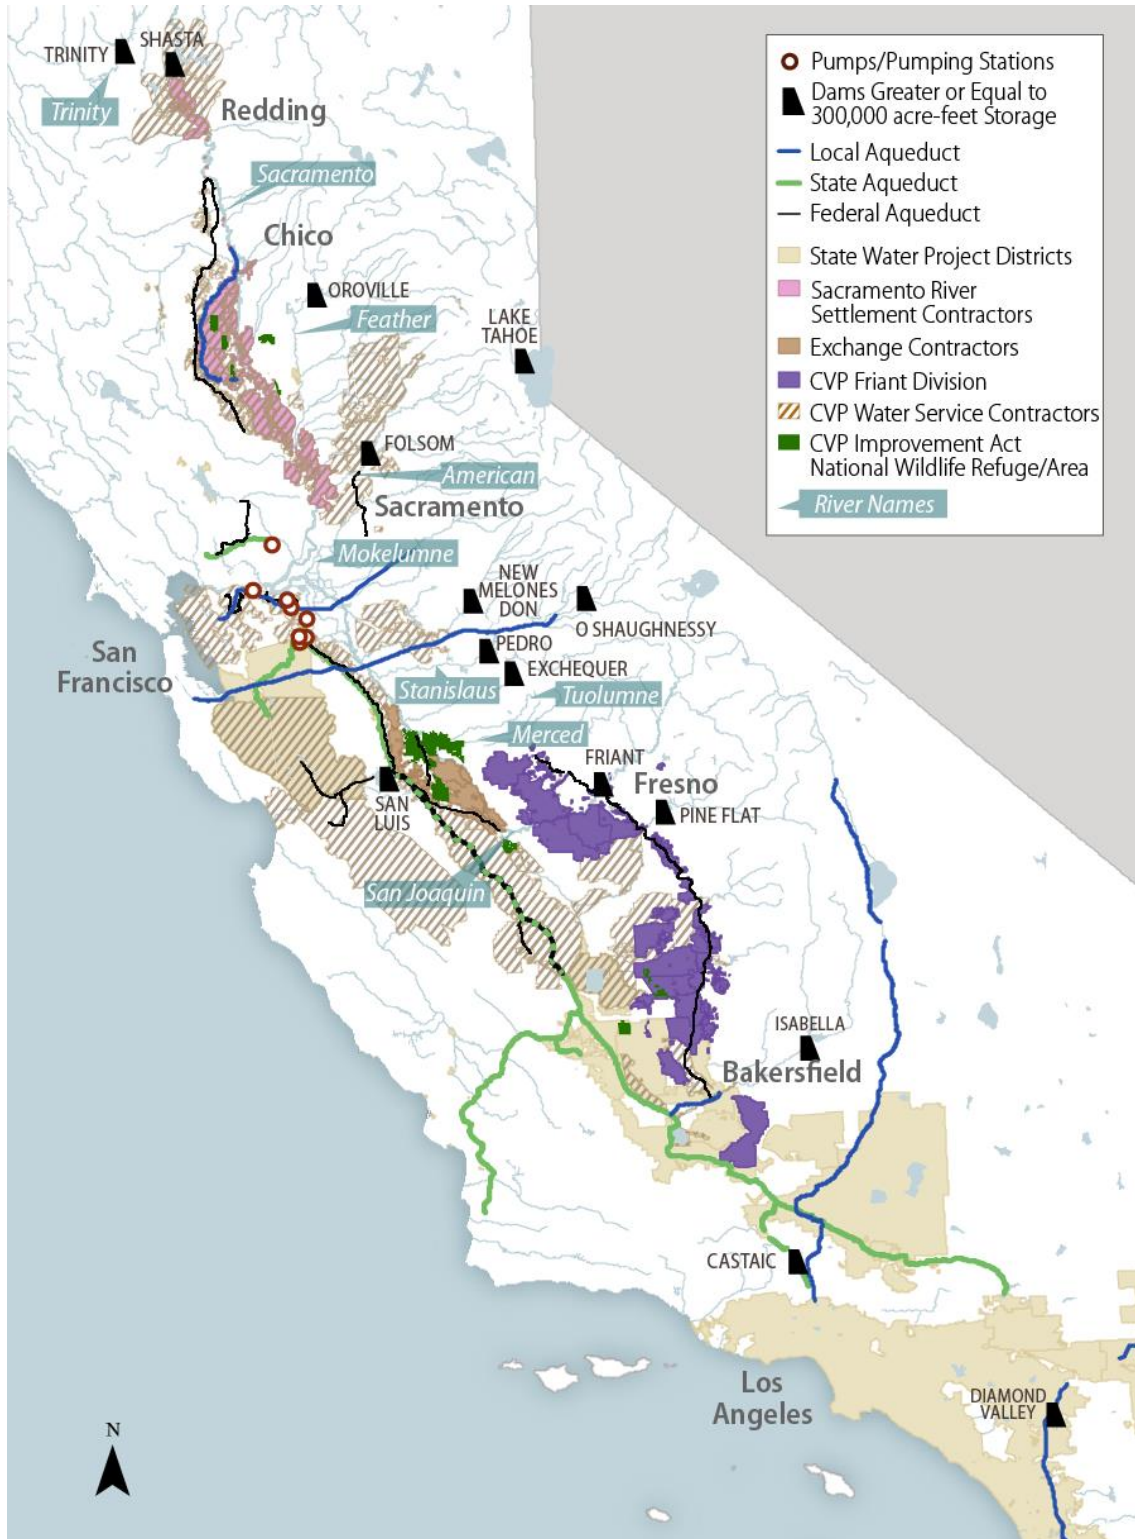 TRINITY
SHASTA
Trinity
Redding
Sacramento
Chico
OROVILLE
Feather
LAKE
TAHOE
FOLSOM
American
Sacramento
Mokelumne
NEW
MELONES
DON
PEDRO
O SHAUGHNESSY
EXCHEQUER
San
Francisco
Stanislaus
Tuolumne
Merced
FRIANT
Fresno
SAN
LUIS
PINE FLAT
San Joaquin
ISABELLA
Bakersfield
CASTAIC
Los
Angeles
DIAMOND
VALLEY
N
Pumps/Pumping Stations
Dams Greater or Equal to
300,000 acre-feet Storage
Local Aqueduct
State Aqueduct
Federal Aqueduct
State Water Project Districts
Sacramento River
Settlement Contractors
Exchange Contractors
CVP Friant Division
CVP Water Service Contractors
CVP Improvement Act
National Wildlife Refuge/Area
River Names